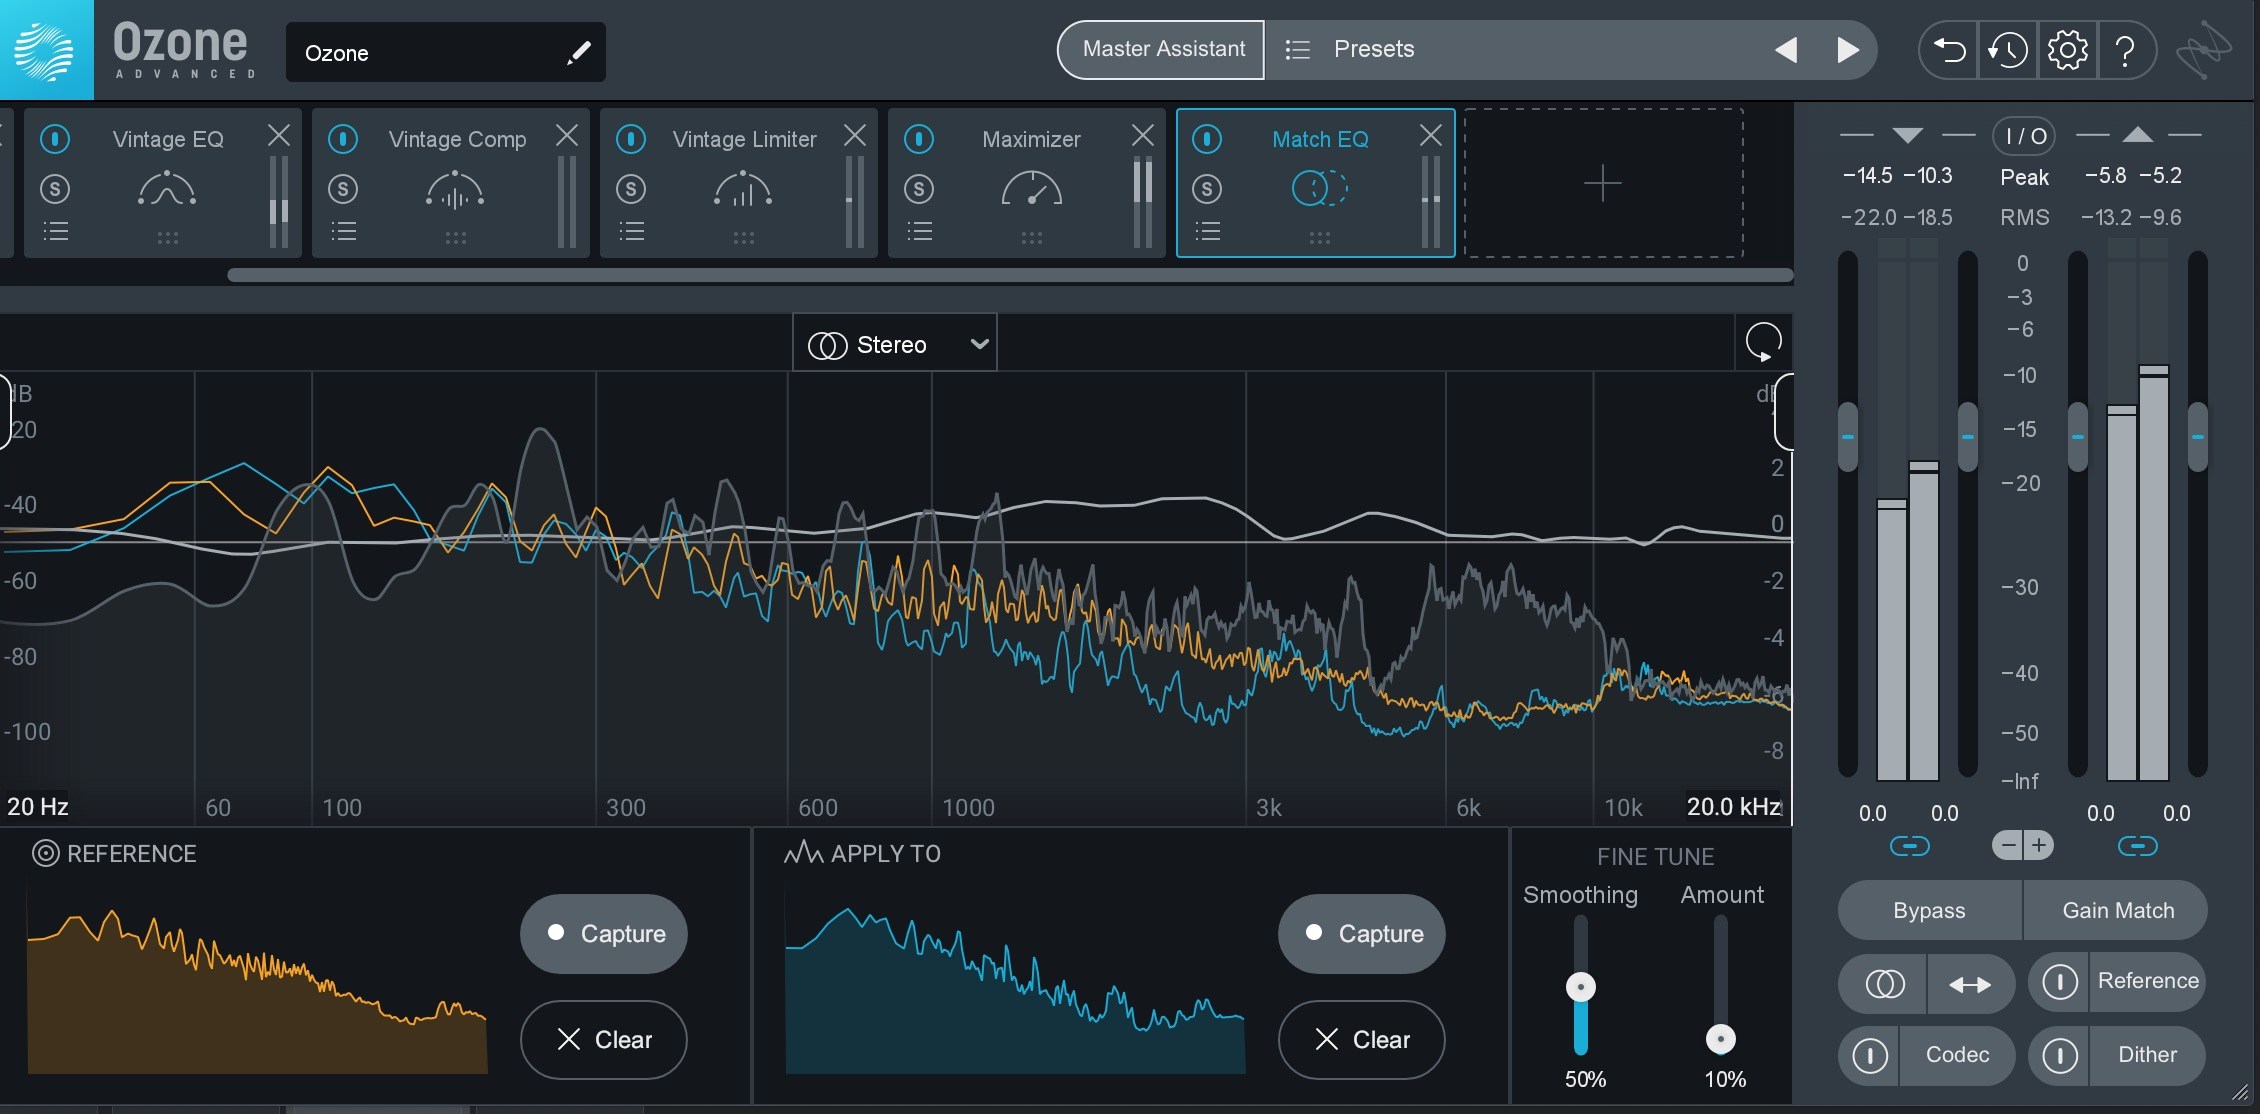 Ozone
ADVANCED
Ozone
Master Assistant
Presets
?
Vintage EQ
Vintage Comp
Vintage Limiter
Maximizer
Match EQ
S
S
S
S
S
I / O
−14.5 −10.3 Peak −5.8 −5.2
−22.0 −18.5 RMS −13.2 −9.6
Stereo
0
−3
−6
−10
−15
−20
−30
−40
−50
−Inf
dB
-20
-40
-60
-80
-100
2
0
-2
-4
-6
-8
20 Hz 60 100 300 600 1000 3k 6k 10k 20.0 kHz
0.0 0.0 0.0 0.0
REFERENCE
Capture
Clear
APPLY TO
Capture
Clear
FINE TUNE
Smoothing Amount
50% 10%
Bypass Gain Match
Reference
Codec Dither